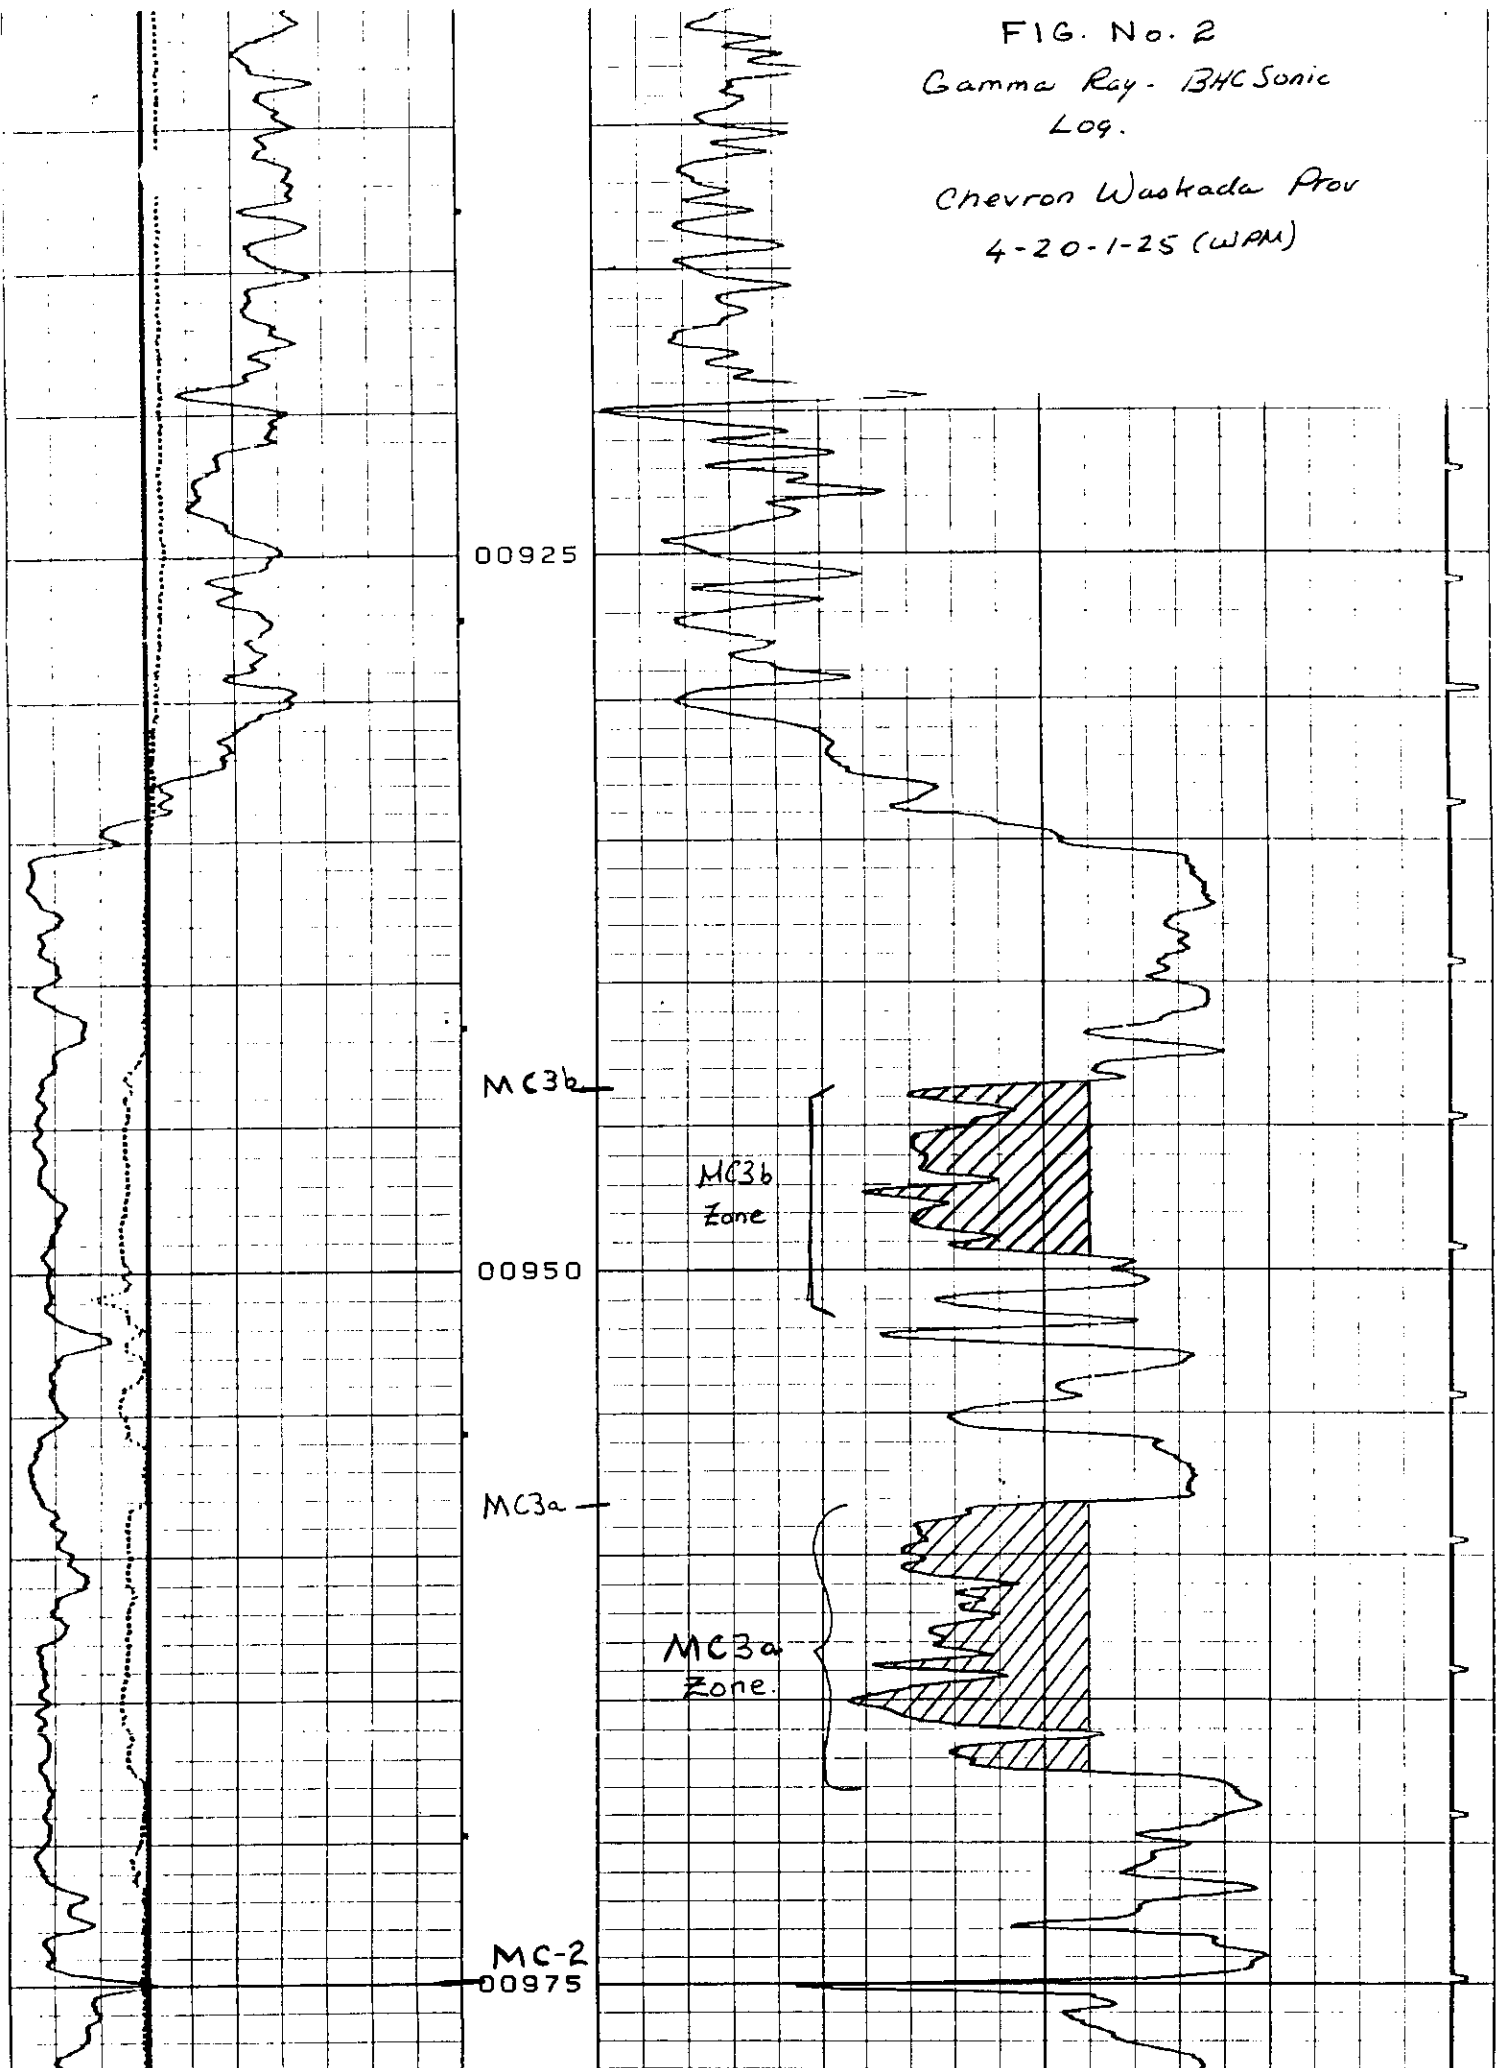 FIG. No. 2
Gamma Ray - BHC Sonic
Log.
Chevron Waskada Prov
4-20-1-25 (WPM)
00925
MC3b
MC3b
Zone
00950
MC3a
MC3a
Zone.
MC-2
00975